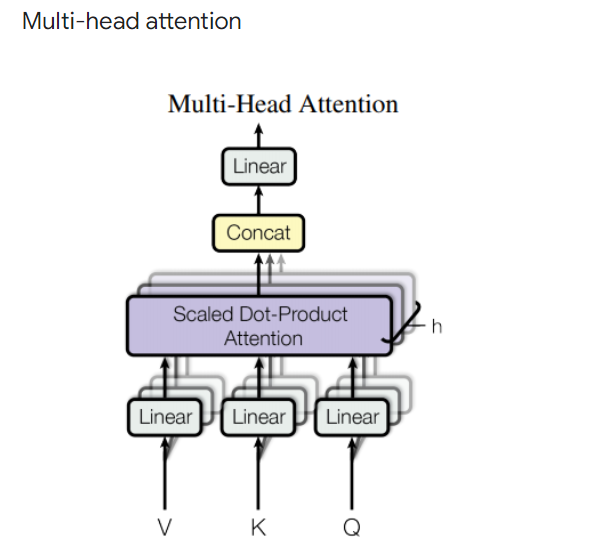 Multi-head attention
Multi-Head Attention
Linear
Concat
Scaled Dot-Product
Attention
h
Linear Linear Linear
V K Q